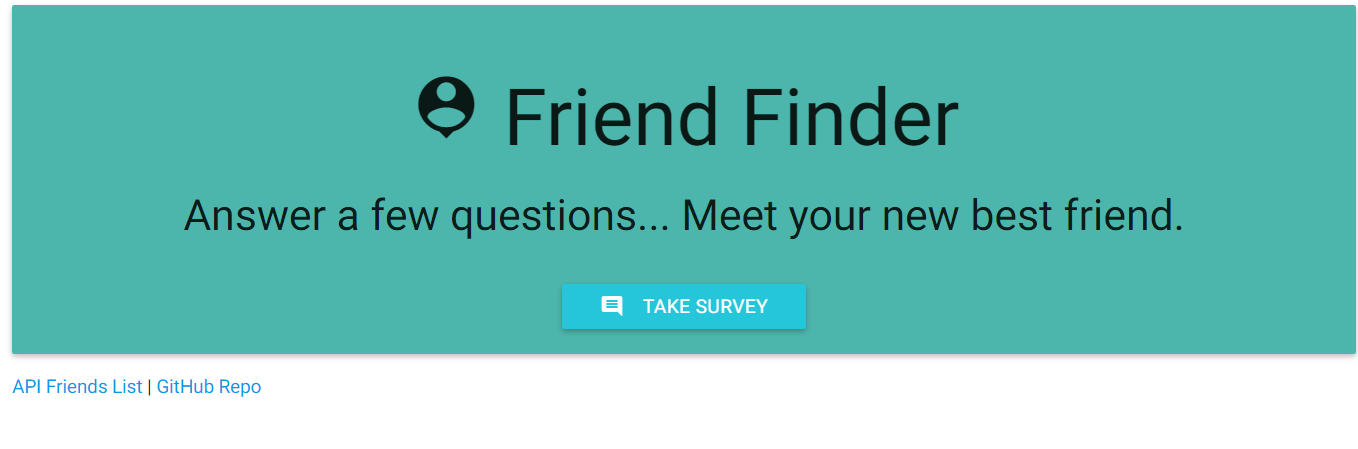 Friend Finder
Answer a few questions... Meet your new best friend.
TAKE SURVEY
API Friends List | GitHub Repo